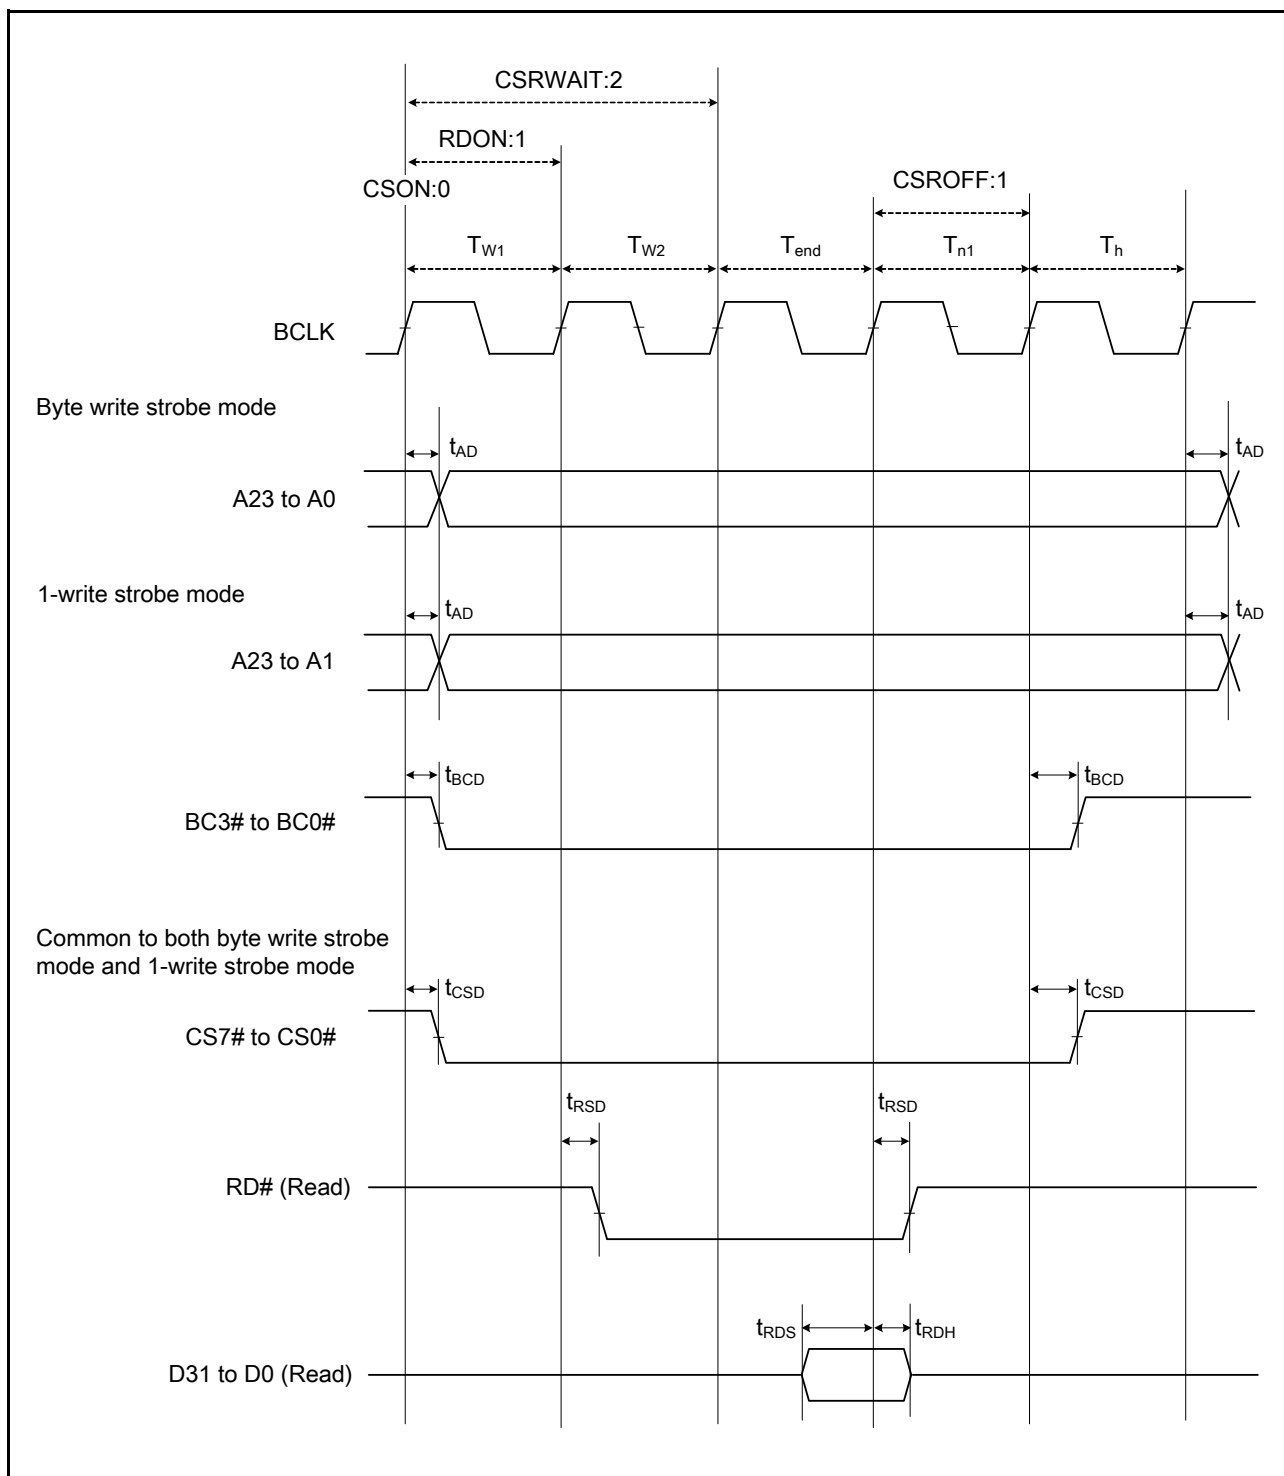 CSRWAIT:2
RDON:1
CSON:0
CSROFF:1
TW1 TW2 Tend Tn1 Th
BCLK
Byte write strobe mode
tAD tAD
A23 to A0
1-write strobe mode
tAD tAD
A23 to A1
tBCD tBCD
BC3# to BC0#
Common to both byte write strobe
mode and 1-write strobe mode
tCSD tCSD
CS7# to CS0#
tRSD tRSD
RD# (Read)
tRDS tRDH
D31 to D0 (Read)